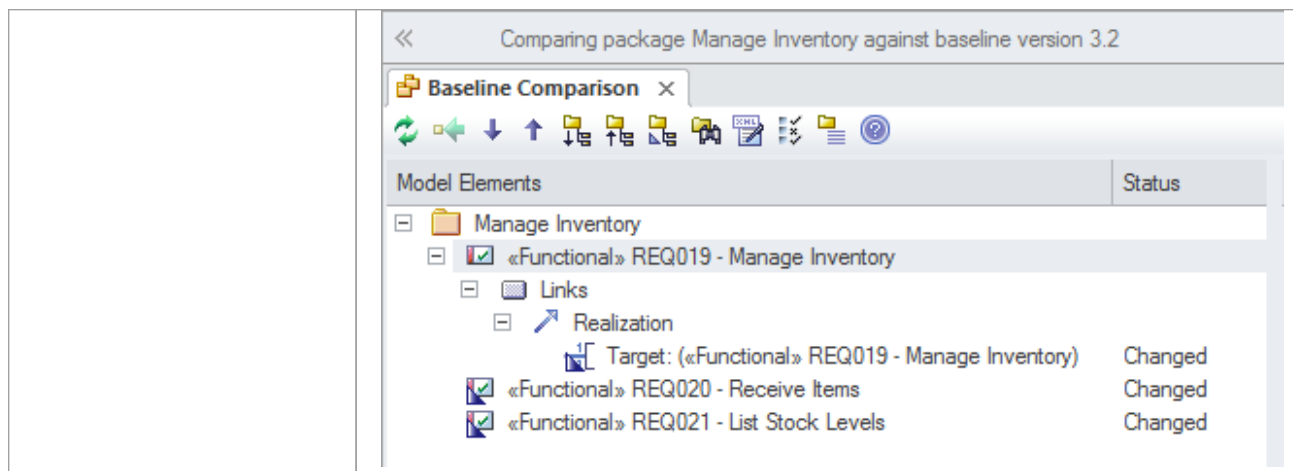 Comparing package Manage Inventory against baseline version 3.2
Baseline Comparison
Model Elements Status
Manage Inventory
«Functional» REQ019 - Manage Inventory
Links
Realization
Target: («Functional» REQ019 - Manage Inventory) Changed
«Functional» REQ020 - Receive Items Changed
«Functional» REQ021 - List Stock Levels Changed